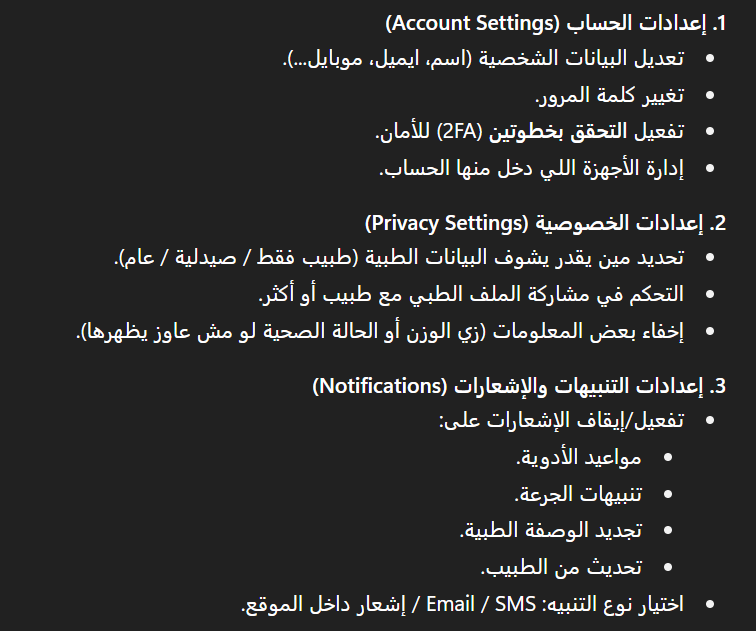 1. إعدادات الحساب (Account Settings)
• تعديل البيانات الشخصية (اسم، ايميل، موبايل...).
• تغيير كلمة المرور.
• تفعيل التحقق بخطوتين (2FA) للأمان.
• إدارة الأجهزة اللي دخل منها الحساب.
2. إعدادات الخصوصية (Privacy Settings)
• تحديد مين يقدر يشوف البيانات الطبية (طبيب فقط / صيدلية / عام).
• التحكم في مشاركة الملف الطبي مع طبيب أو أكثر.
• إخفاء بعض المعلومات (زي الوزن أو الحالة الصحية لو مش عاوز يظهرها).
3. إعدادات التنبيهات والإشعارات (Notifications)
• تفعيل/إيقاف الإشعارات على:
• مواعيد الأدوية.
• تنبيهات الجرعة.
• تجديد الوصفة الطبية.
• تحديث من الطبيب.
• اختيار نوع التنبيه: Email / SMS / إشعار داخل الموقع.